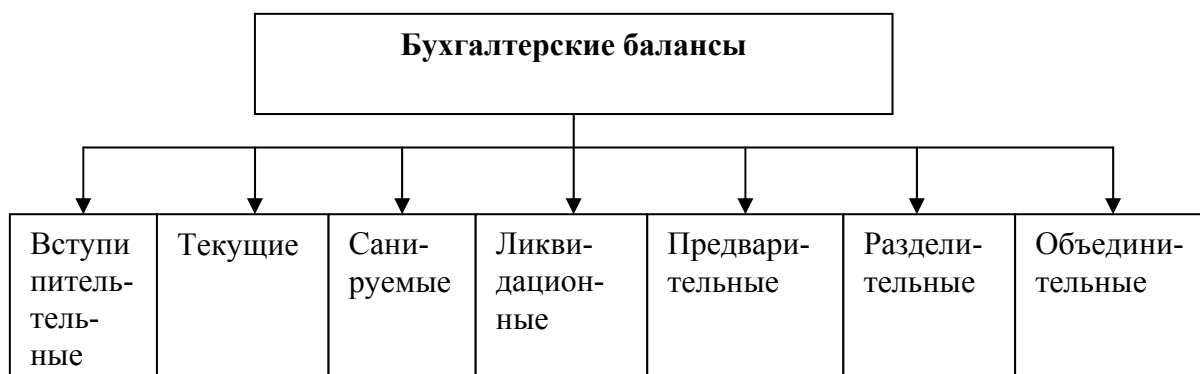 Бухгалтерские балансы
Вступи
питель-
тель-
ные
Текущие
Сани-
руемые
Ликви-
дацион-
ные
Предвари-
тельные
Раздели-
тельные
Объедини-
тельные